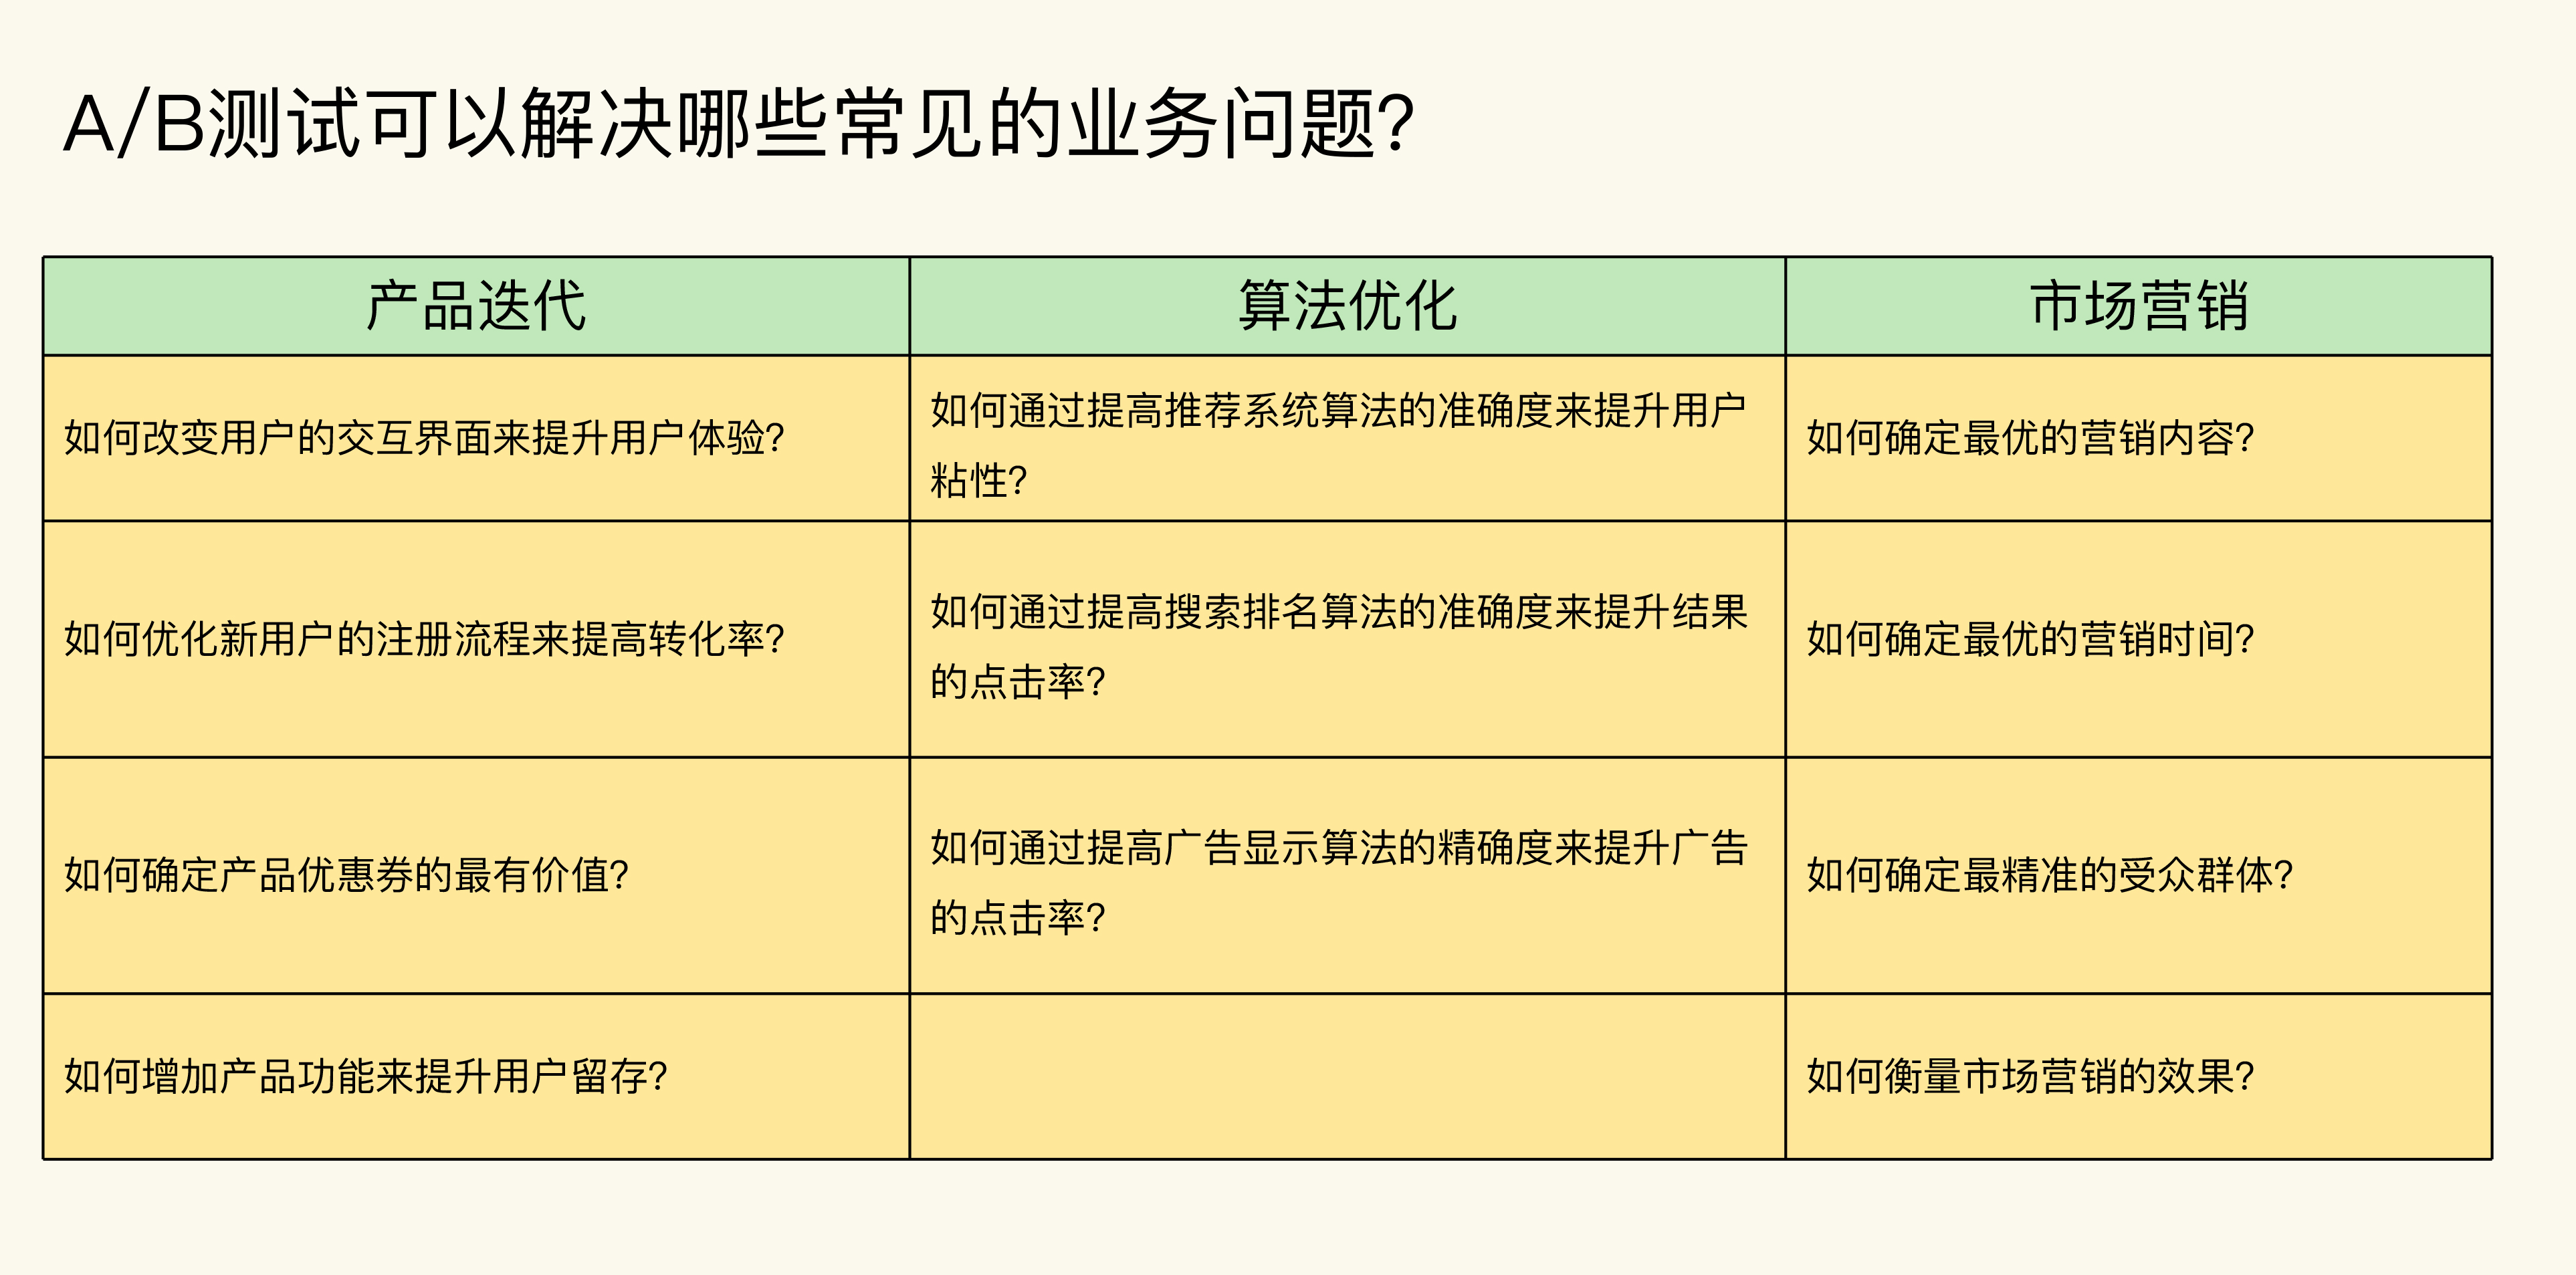 A/B测试可以解决哪些常见的业务问题?
产品迭代
算法优化
市场营销
如何改变用户的交互界面来提升用户体验?
如何通过提高推荐系统算法的准确度来提升用户
粘性?
如何确定最优的营销内容?
如何优化新用户的注册流程来提高转化率?
如何通过提高搜索排名算法的准确度来提升结果
的点击率?
如何确定最优的营销时间?
如何确定产品优惠券的最有价值?
如何通过提高广告显示算法的精确度来提升广告
的点击率?
如何确定最精准的受众群体?
如何增加产品功能来提升用户留存?
如何衡量市场营销的效果?